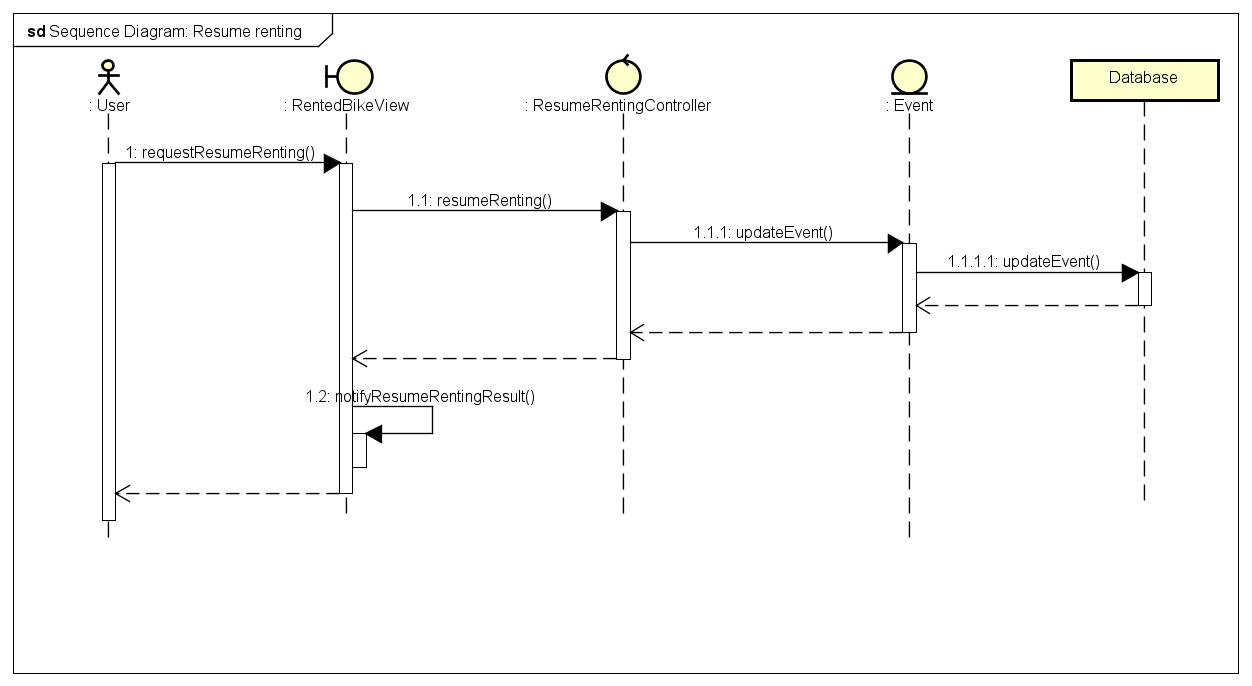 sd Sequence Diagram: Resume renting
: User
: RentedBikeView
: ResumeRentingController
: Event
Database
1: requestResumeRenting()
1.1: resumeRenting()
1.1.1: updateEvent()
1.1.1.1: updateEvent()
1.2: notifyResumeRentingResult()